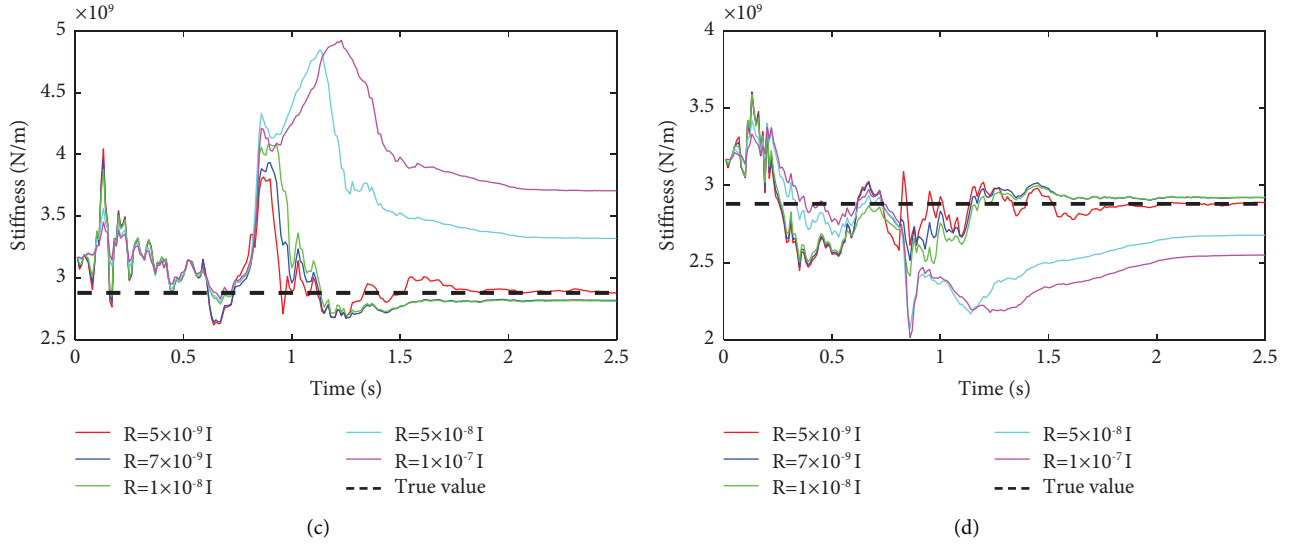 ×10⁹
5
4.5
4
3.5
3
2.5
Stiffness (N/m)
0 0.5 1 1.5 2 2.5
Time (s)
R=5×10⁻⁹ I
R=7×10⁻⁹ I
R=1×10⁻⁸ I
R=5×10⁻⁸ I
R=1×10⁻⁷ I
True value
(c)
×10⁹
4
3.5
3
2.5
2
Stiffness (N/m)
0 0.5 1 1.5 2 2.5
Time (s)
R=5×10⁻⁹ I
R=7×10⁻⁹ I
R=1×10⁻⁸ I
R=5×10⁻⁸ I
R=1×10⁻⁷ I
True value
(d)